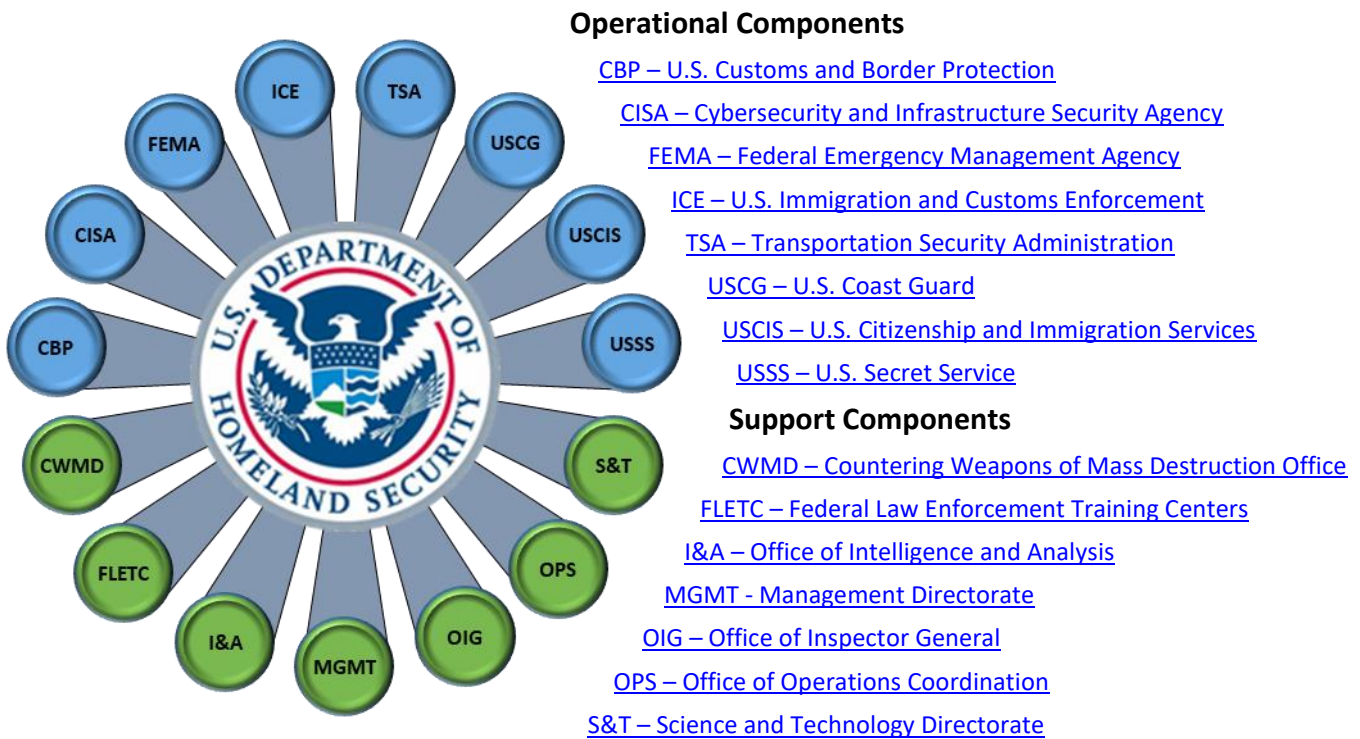 Operational Components
CBP – U.S. Customs and Border Protection
CISA – Cybersecurity and Infrastructure Security Agency
FEMA – Federal Emergency Management Agency
ICE – U.S. Immigration and Customs Enforcement
TSA – Transportation Security Administration
USCG – U.S. Coast Guard
USCIS – U.S. Citizenship and Immigration Services
USSS – U.S. Secret Service
Support Components
CWMD – Countering Weapons of Mass Destruction Office
FLETC – Federal Law Enforcement Training Centers
I&A – Office of Intelligence and Analysis
MGMT - Management Directorate
OIG – Office of Inspector General
OPS – Office of Operations Coordination
S&T – Science and Technology Directorate
ICE
TSA
FEMA
USCG
CISA
USCIS
CBP
USSS
CWMD
S&T
FLETC
OPS
I&A
OIG
MGMT
U.S. DEPARTMENT OF
HOMELAND SECURITY